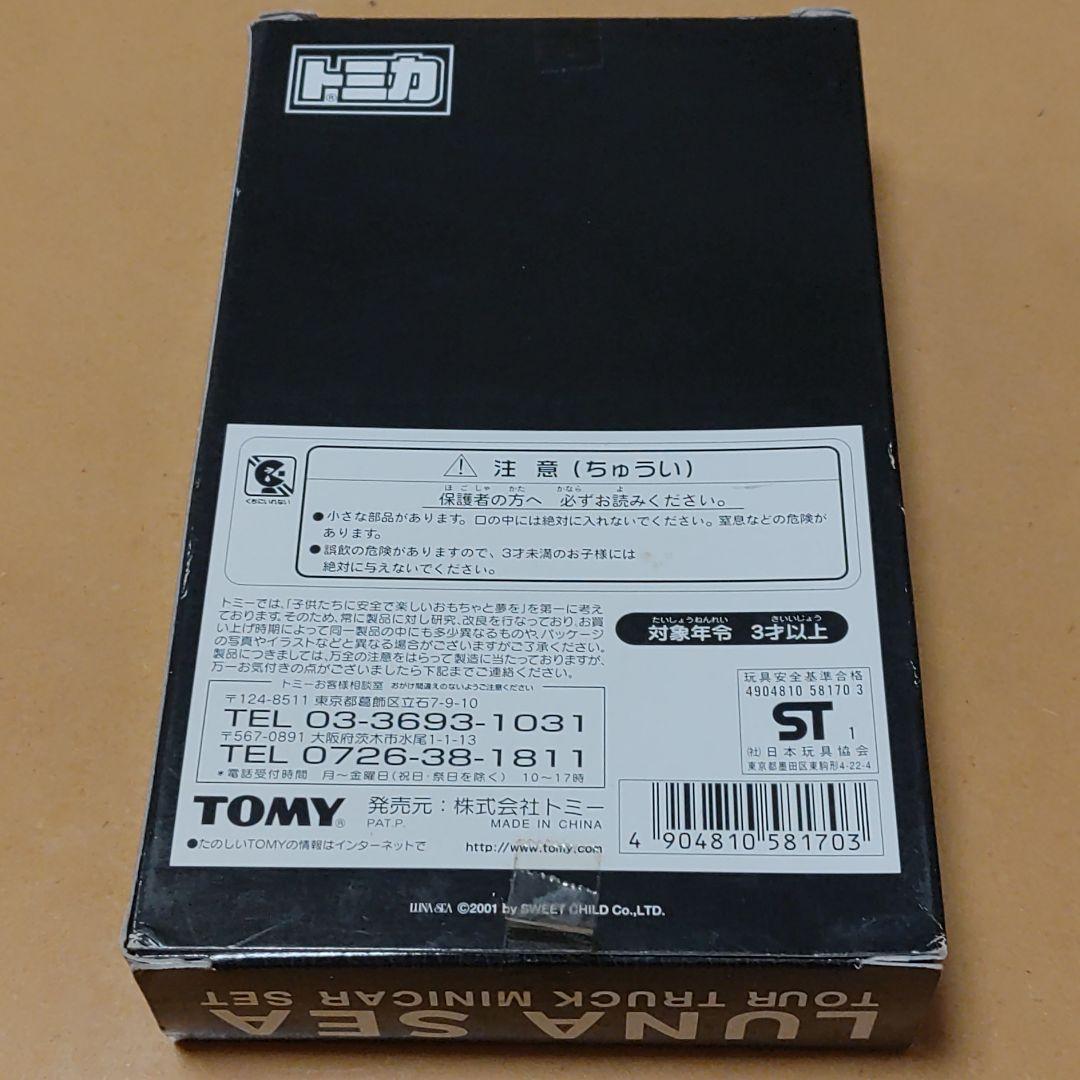 トミカ®
くちにいれない
⚠ 注 意 (ちゅうい)
ほごしゃ かた かなら よ
保護者の方へ 必ずお読みください。
●小さな部品があります。口の中には絶対に入れないでください。窒息などの危険が
あります。
●誤飲の危険がありますので、3才未満のお子様には
絶対に与えないでください。
トミーでは、「子供たちに安全で楽しいおもちゃと夢を」を第一に考え
ております。そのため、常に製品に対し研究、改良を行なっており、お買
い上げ時期によって同一製品の中にも多少異なるものや、パッケージ
の写真やイラストなどと異なる場合がございますがご了承ください。
製品につきましては、万全の注意をはらって製造に当たっておりますが、
万一お気付きの点がございましたら下記までご連絡ください。
たいしょうねんれい さいいじょう
対象年令 3才以上
トミーお客様相談室 おかけ間違えのないようご注意ください
〒124-8511 東京都葛飾区立石7-9-10
TEL 03-3693-1031
〒567-0891 大阪府茨木市水尾1-1-13
TEL 0726-38-1811
*電話受付時間 月～金曜日(祝日・祭日を除く) 10～17時
玩具安全基準合格
4904810 58170 3
ST 1
(社)日本玩具協会
東京都墨田区東駒形4-22-4
TOMY® 発売元:株式会社トミー
PAT.P. MADE IN CHINA
●たのしいTOMYの情報はインターネットで http://www.tomy.com
4 904810 581703
LUNA SEA ©2001 by SWEET CHILD Co.,LTD.
LUNA SEA
TOUR TRUCK MINICAR SET